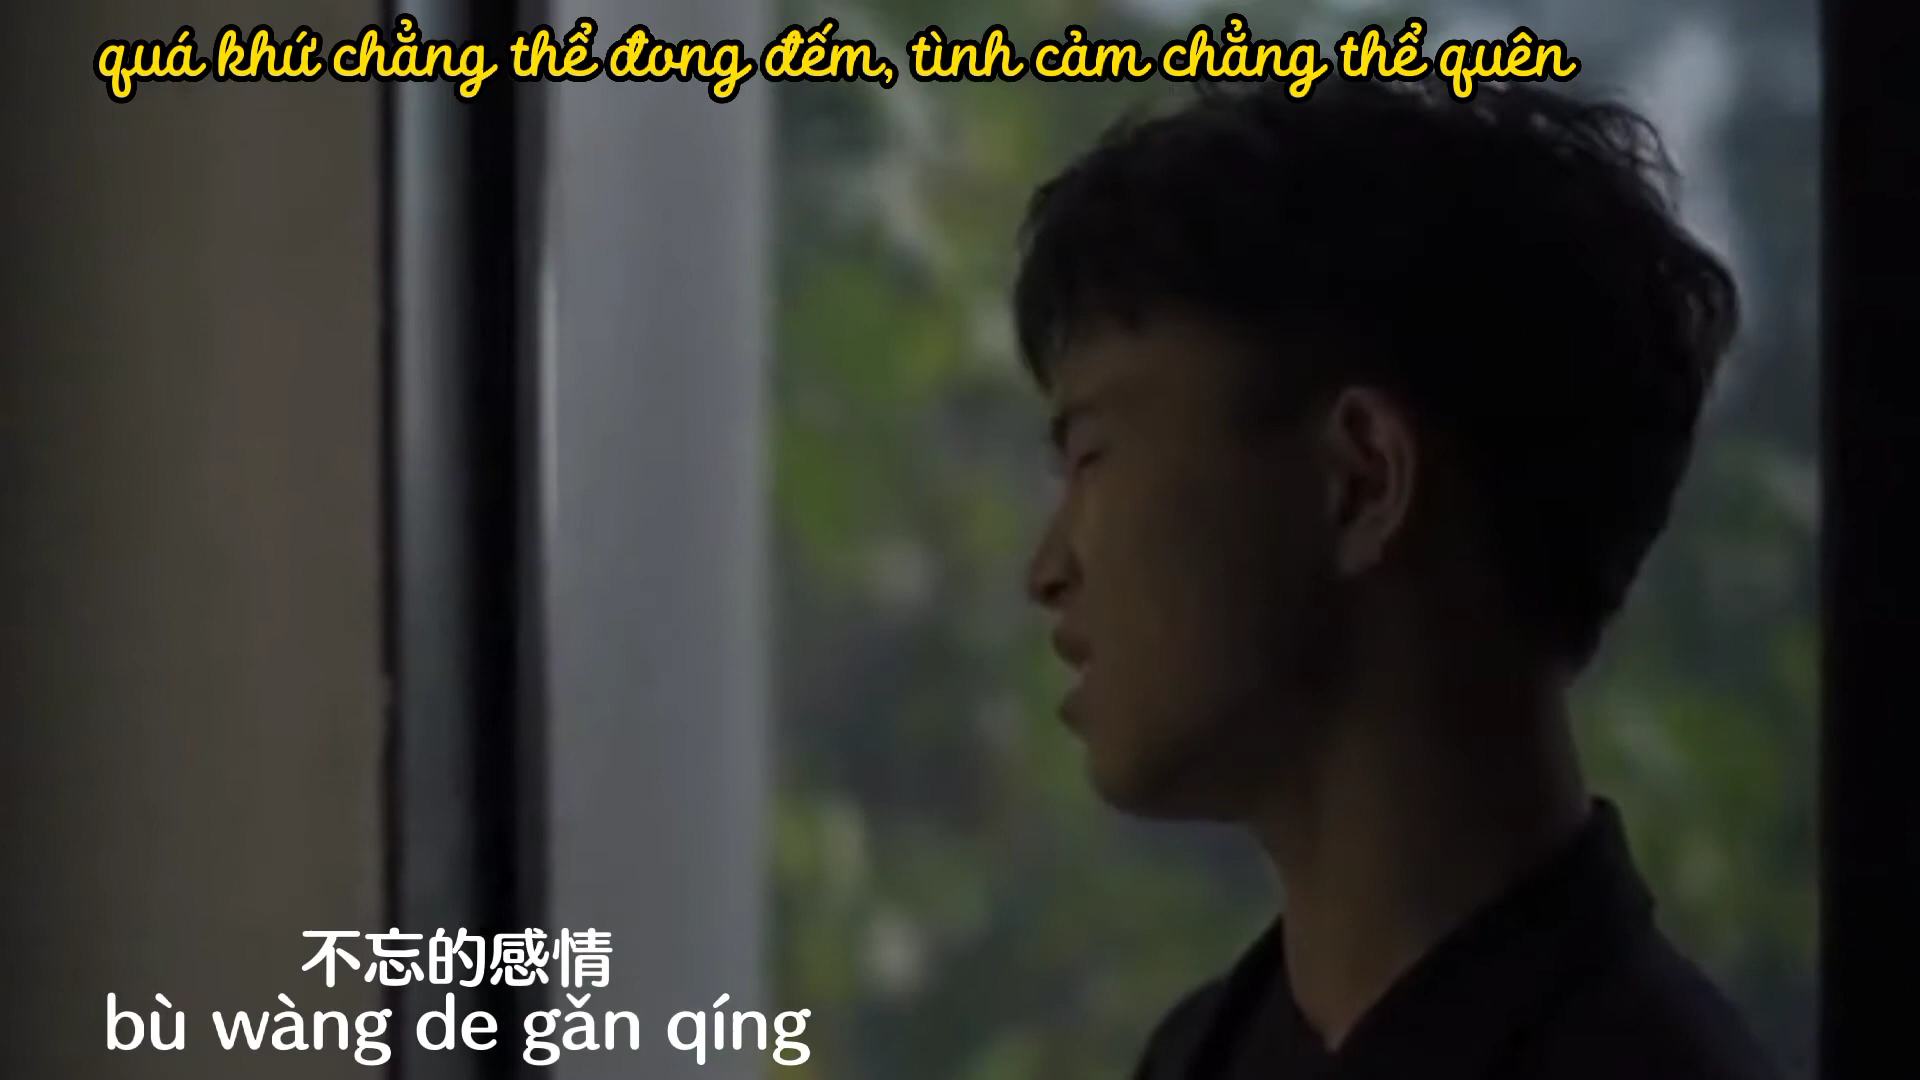 quá khứ chẳng thể đong đếm, tình cảm chẳng thể quên
不忘的感情
bù wàng de gǎn qíng